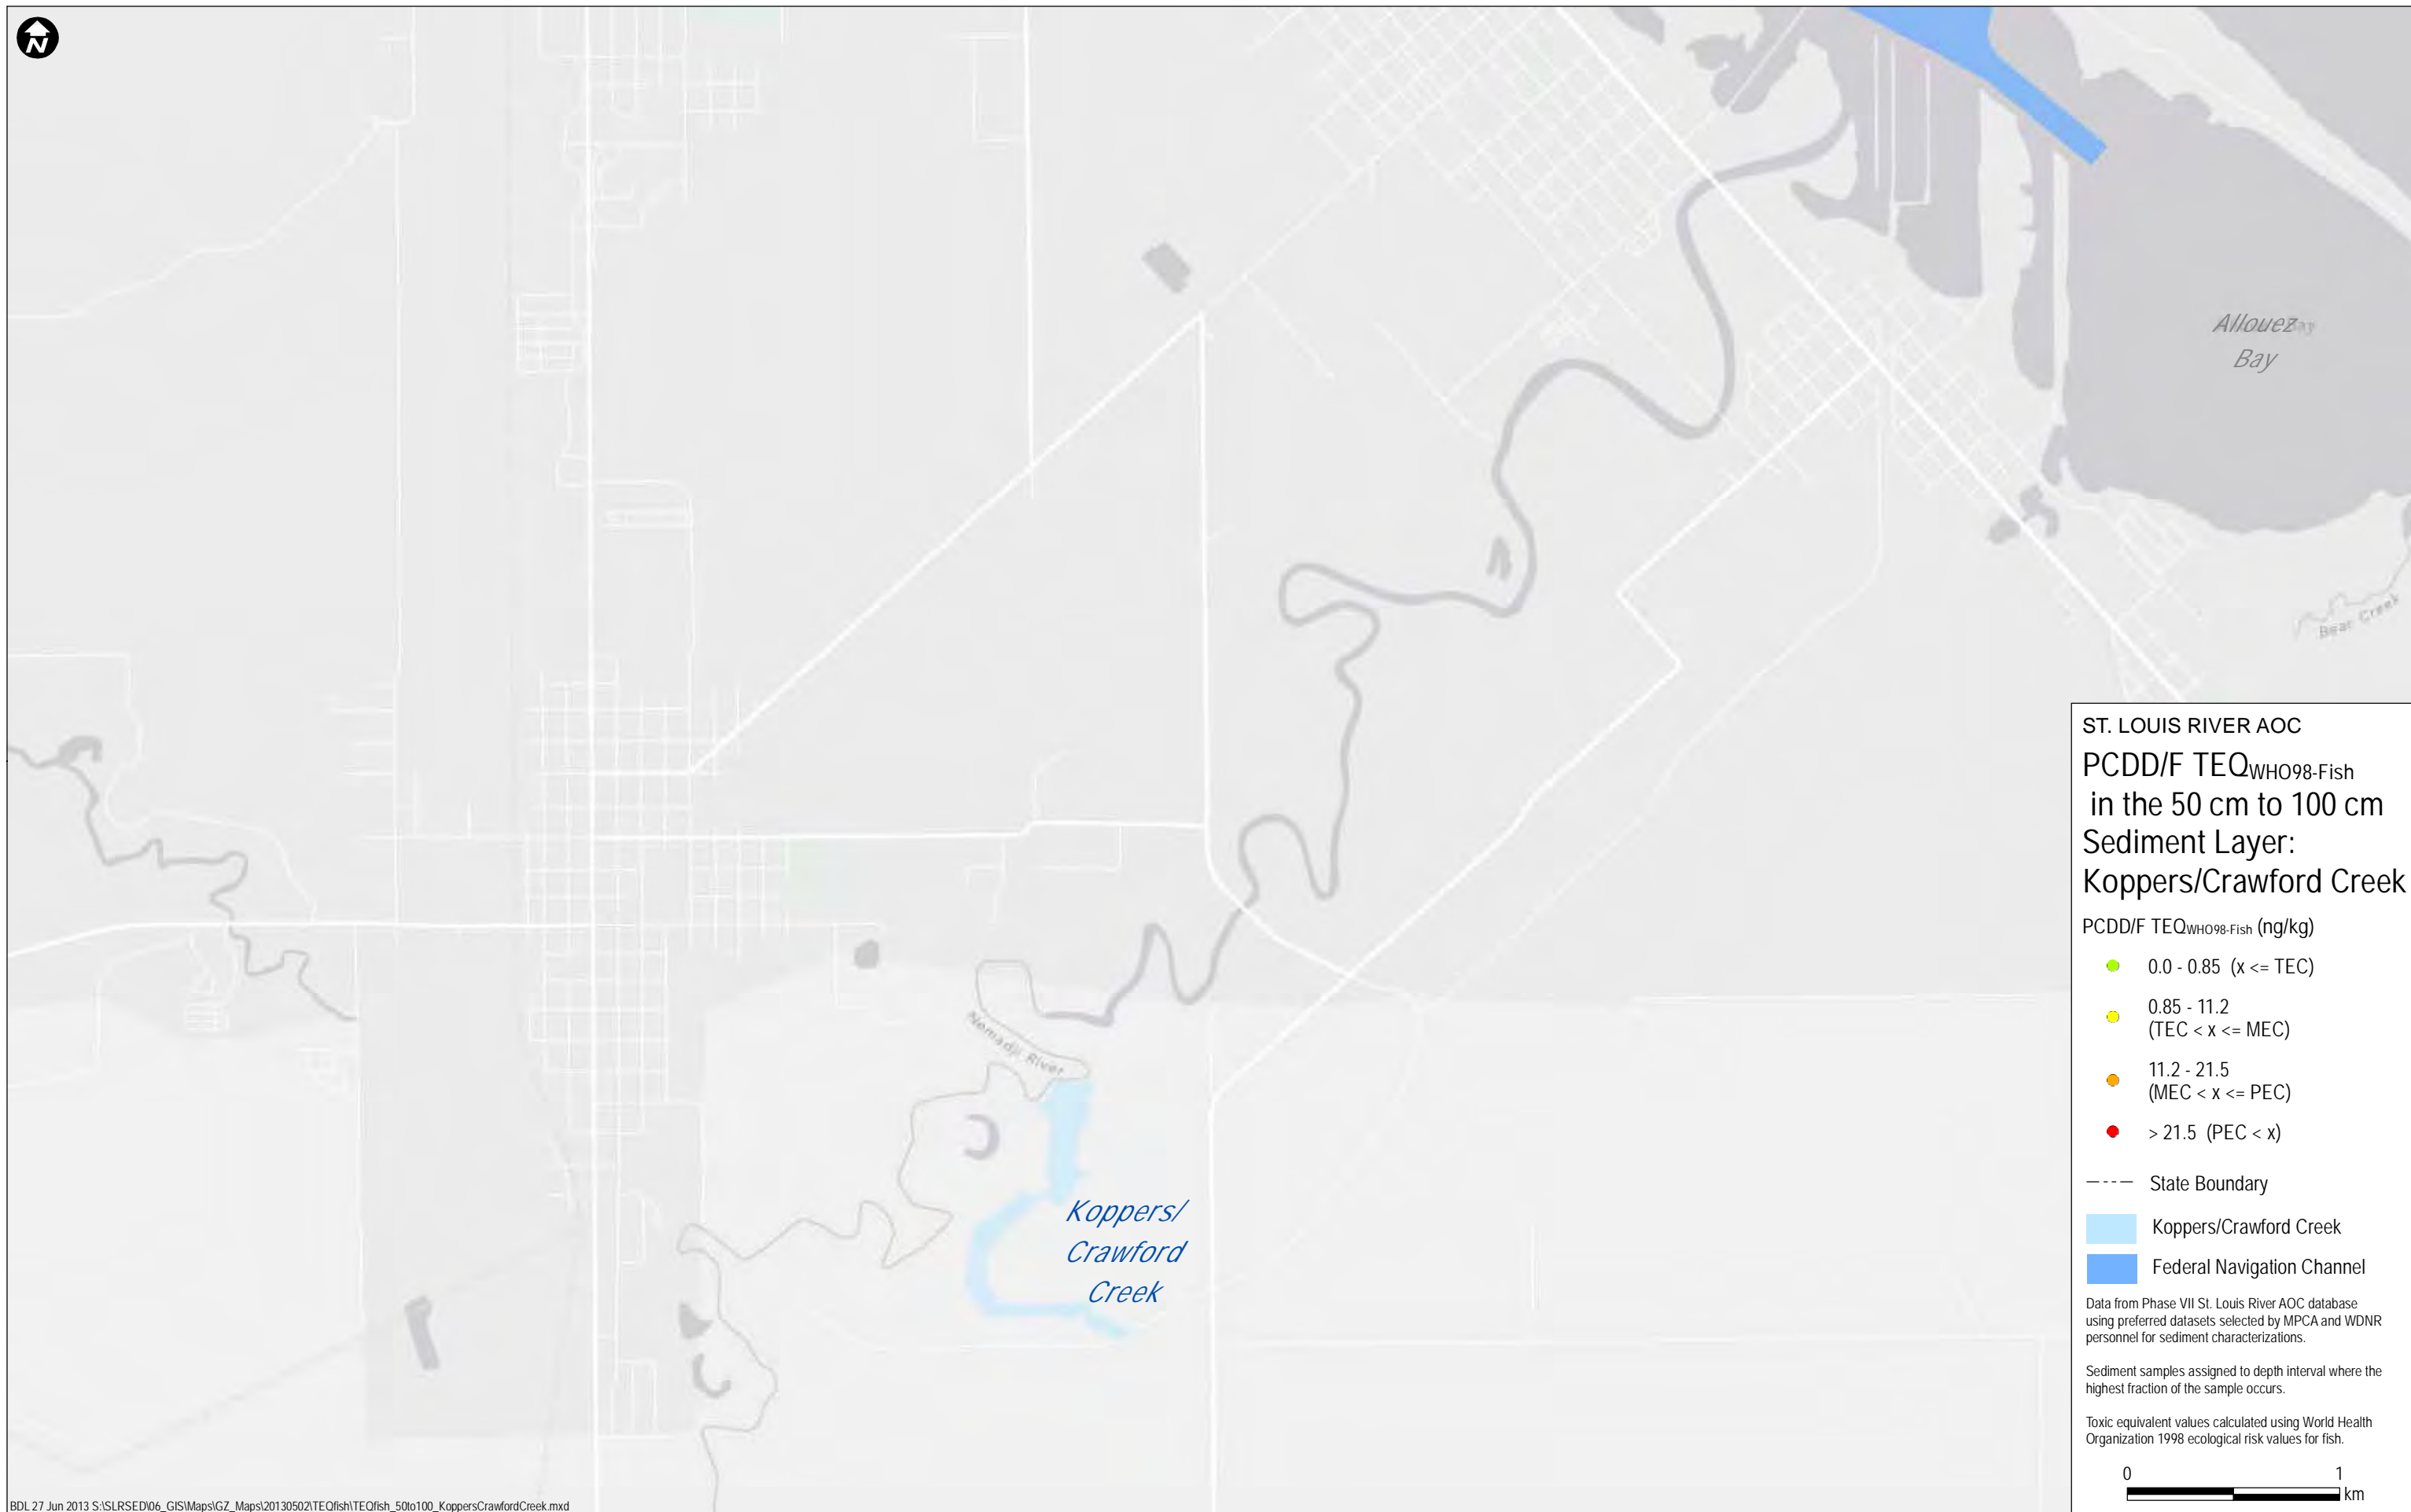 N
Allouez
Bay
Bay
Bear Creek
Nemadji River
Koppers/
Crawford
Creek
ST. LOUIS RIVER AOC
PCDD/F TEQWHO98-Fish
in the 50 cm to 100 cm
Sediment Layer:
Koppers/Crawford Creek
PCDD/F TEQWHO98-Fish (ng/kg)
0.0 - 0.85 (x <= TEC)
0.85 - 11.2
(TEC < x <= MEC)
11.2 - 21.5
(MEC < x <= PEC)
> 21.5 (PEC < x)
State Boundary
Koppers/Crawford Creek
Federal Navigation Channel
Data from Phase VII St. Louis River AOC database
using preferred datasets selected by MPCA and WDNR
personnel for sediment characterizations.
Sediment samples assigned to depth interval where the
highest fraction of the sample occurs.
Toxic equivalent values calculated using World Health
Organization 1998 ecological risk values for fish.
0 1
km
BDL 27 Jun 2013 S:\SLRSED\06_GIS\Maps\GZ_Maps\20130502\TEQfish\TEQfish_50to100_KoppersCrawfordCreek.mxd